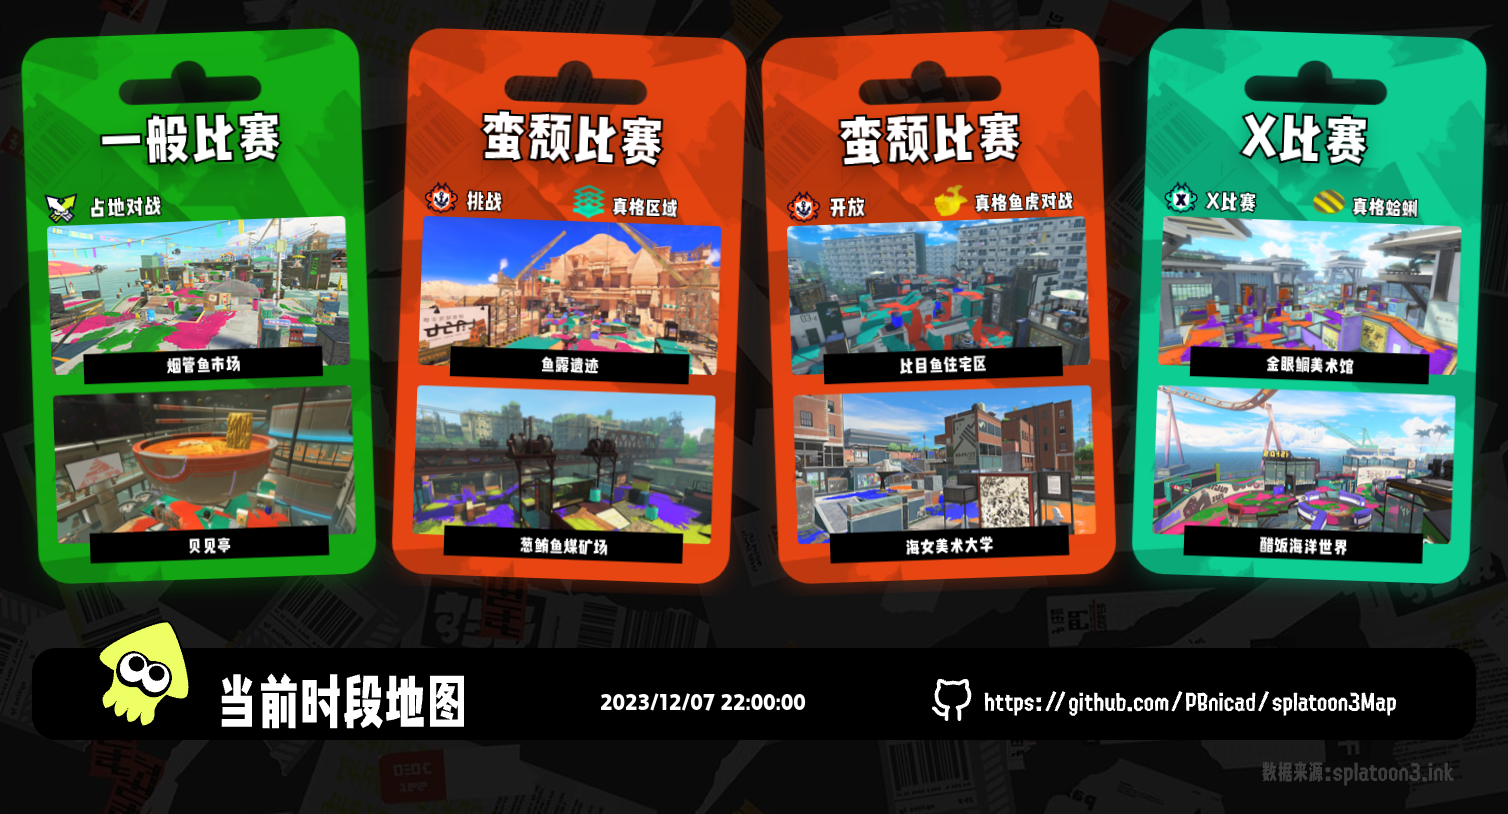 一般比赛
占地对战
烟管鱼市场
贝见亭
蛮颓比赛
挑战
真格区域
鱼露遗迹
葱鲔鱼煤矿场
蛮颓比赛
开放
真格鱼虎对战
比目鱼住宅区
海女美术大学
X比赛
X比赛
真格蛤蜊
金眼鲷美术馆
醋饭海洋世界
当前时段地图
2023/12/07 22:00:00
https://github.com/PBnicad/splatoon3Map
数据来源:splatoon3.ink